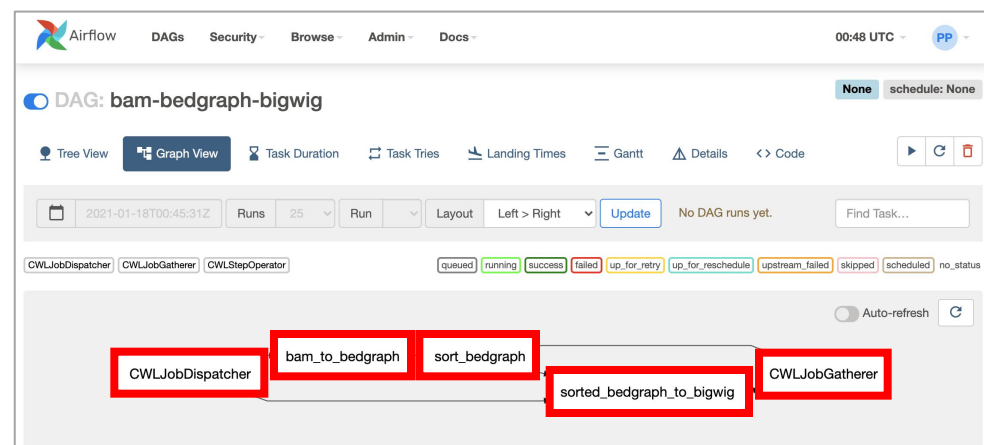 Airflow DAGs Security Browse Admin Docs 00:48 UTC PP
DAG: bam-bedgraph-bigwig None schedule: None
Tree View Graph View Task Duration Task Tries Landing Times Gantt Details <> Code
2021-01-18T00:45:31Z Runs 25 Run Layout Left > Right Update No DAG runs yet. Find Task...
CWLJobDispatcher CWLJobGatherer CWLStepOperator queued running success failed up_for_retry up_for_reschedule upstream_failed skipped scheduled no_status
Auto-refresh
bam_to_bedgraph sort_bedgraph
CWLJobDispatcher CWLJobGatherer
sorted_bedgraph_to_bigwig